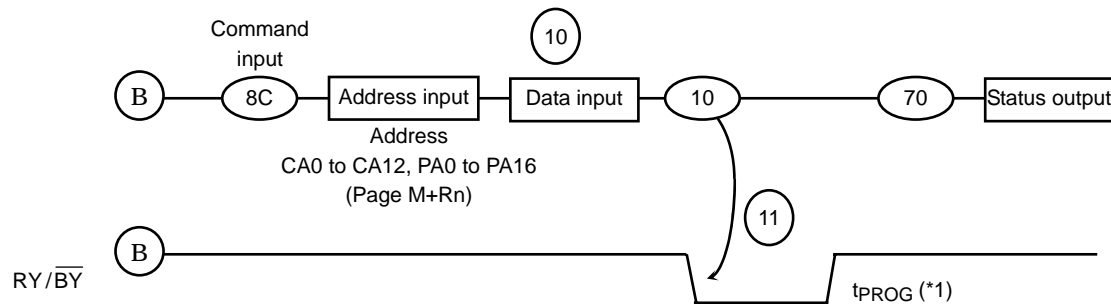 Command
input
10
B
8C
Address input
Data input
10
70
Status output
Address
CA0 to CA12, PA0 to PA16
(Page M+Rn)
11
B
RY/BY
tPROG (*1)